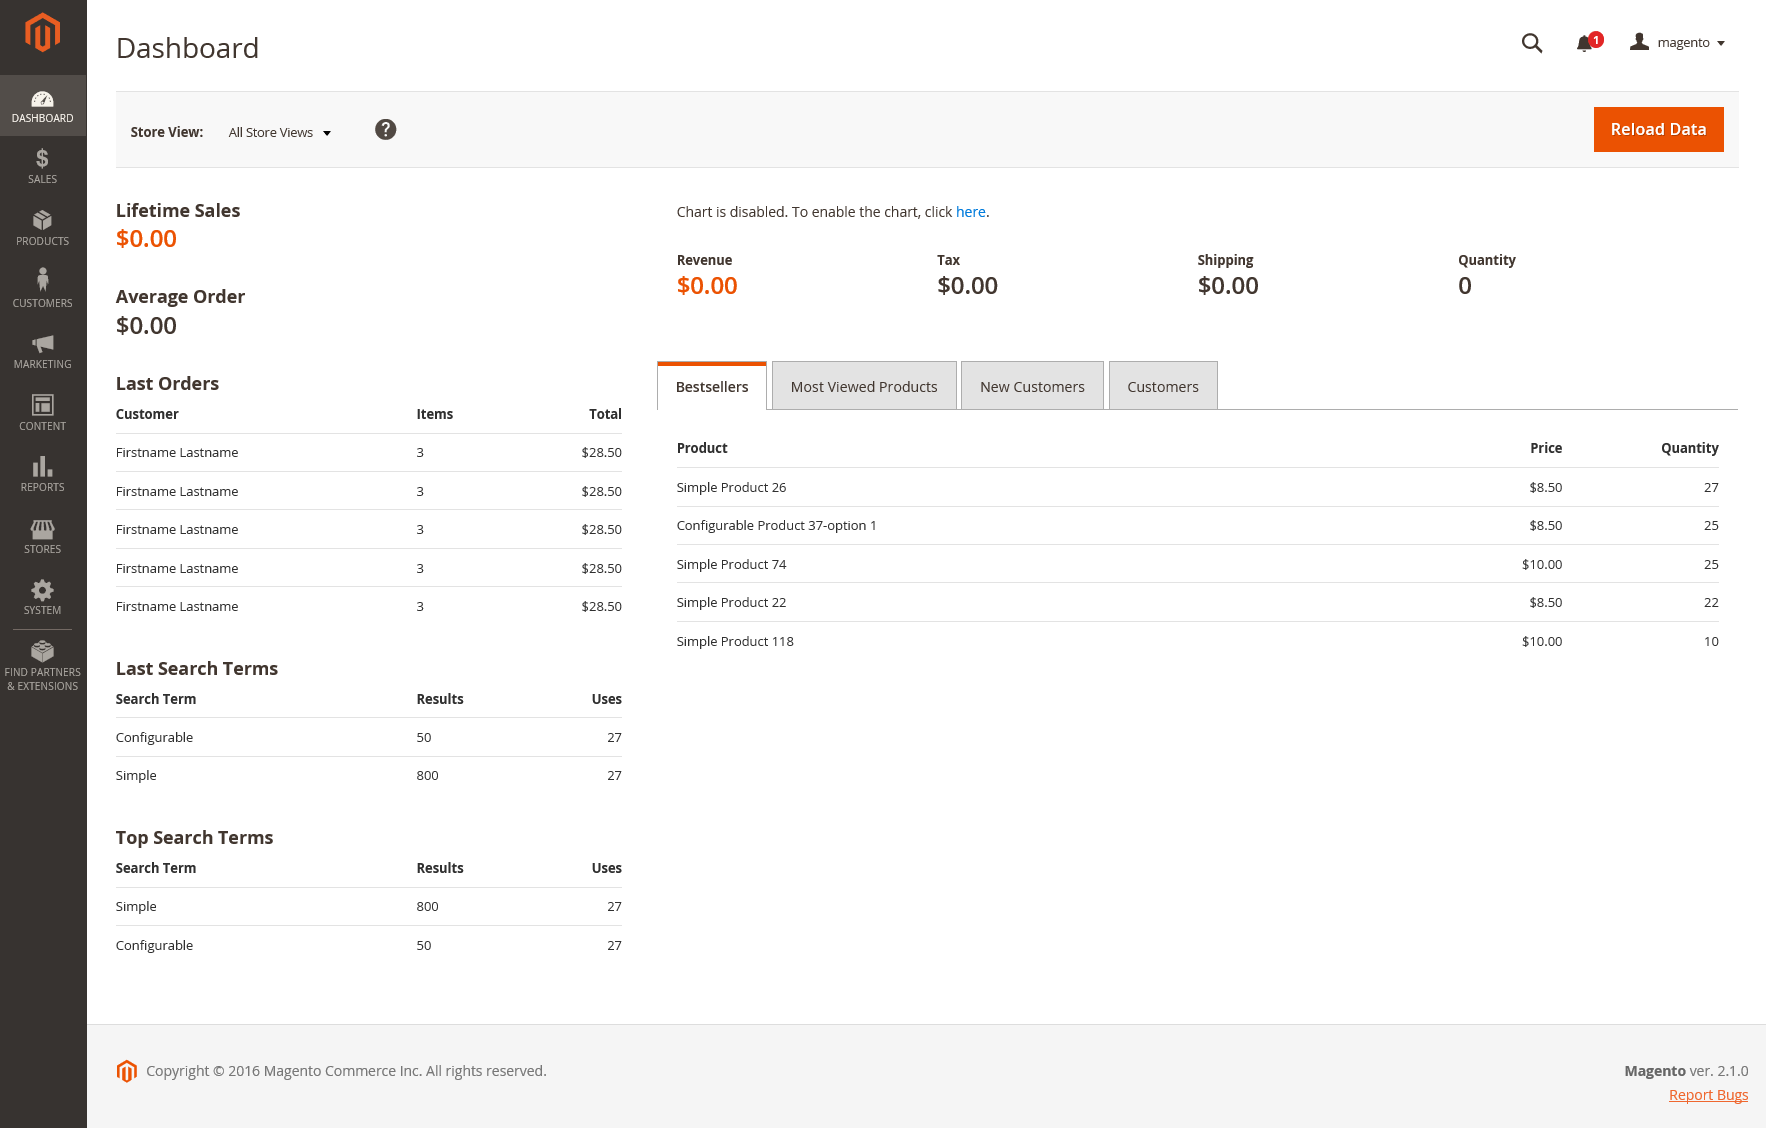 Dashboard
1
magento
DASHBOARD
SALES
PRODUCTS
CUSTOMERS
MARKETING
CONTENT
REPORTS
STORES
SYSTEM
FIND PARTNERS
& EXTENSIONS
Store View: All Store Views ?
Reload Data
Lifetime Sales
$0.00
Average Order
$0.00
Last Orders
Customer Items Total
Firstname Lastname 3 $28.50
Firstname Lastname 3 $28.50
Firstname Lastname 3 $28.50
Firstname Lastname 3 $28.50
Firstname Lastname 3 $28.50
Last Search Terms
Search Term Results Uses
Configurable 50 27
Simple 800 27
Top Search Terms
Search Term Results Uses
Simple 800 27
Configurable 50 27
Chart is disabled. To enable the chart, click here.
Revenue Tax Shipping Quantity
$0.00 $0.00 $0.00 0
Bestsellers Most Viewed Products New Customers Customers
Product Price Quantity
Simple Product 26 $8.50 27
Configurable Product 37-option 1 $8.50 25
Simple Product 74 $10.00 25
Simple Product 22 $8.50 22
Simple Product 118 $10.00 10
Copyright © 2016 Magento Commerce Inc. All rights reserved.
Magento ver. 2.1.0
Report Bugs